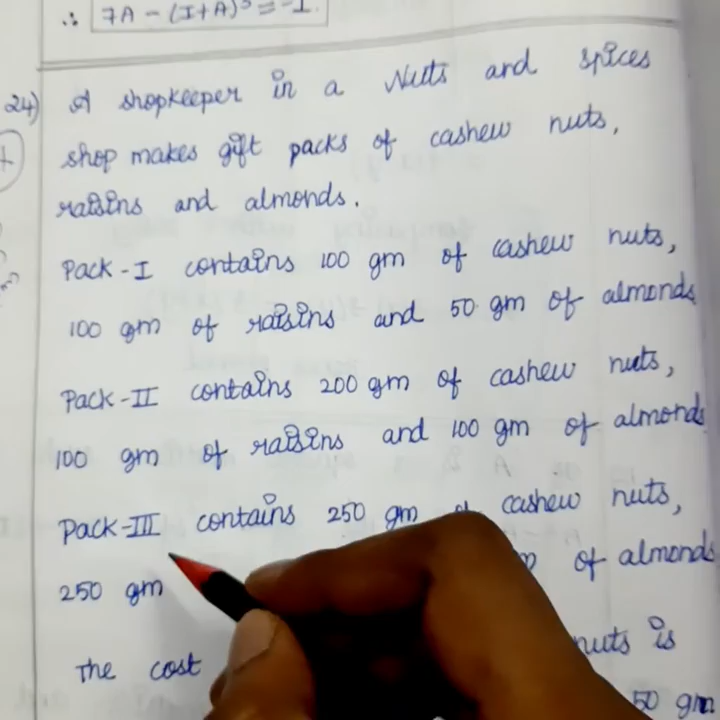 ∴ 7A - (I+A)³ = -I
24) A shopkeeper in a Nuts and spices
shop makes gift packs of cashew nuts,
raisins and almonds.
Pack-I contains 100 gm of cashew nuts,
100 gm of raisins and 50 gm of almonds
Pack-II contains 200 gm of cashew nuts,
100 gm of raisins and 100 gm of almonds
Pack-III contains 250 gm of cashew nuts,
250 gm of almonds
The cost nuts is
50 gm